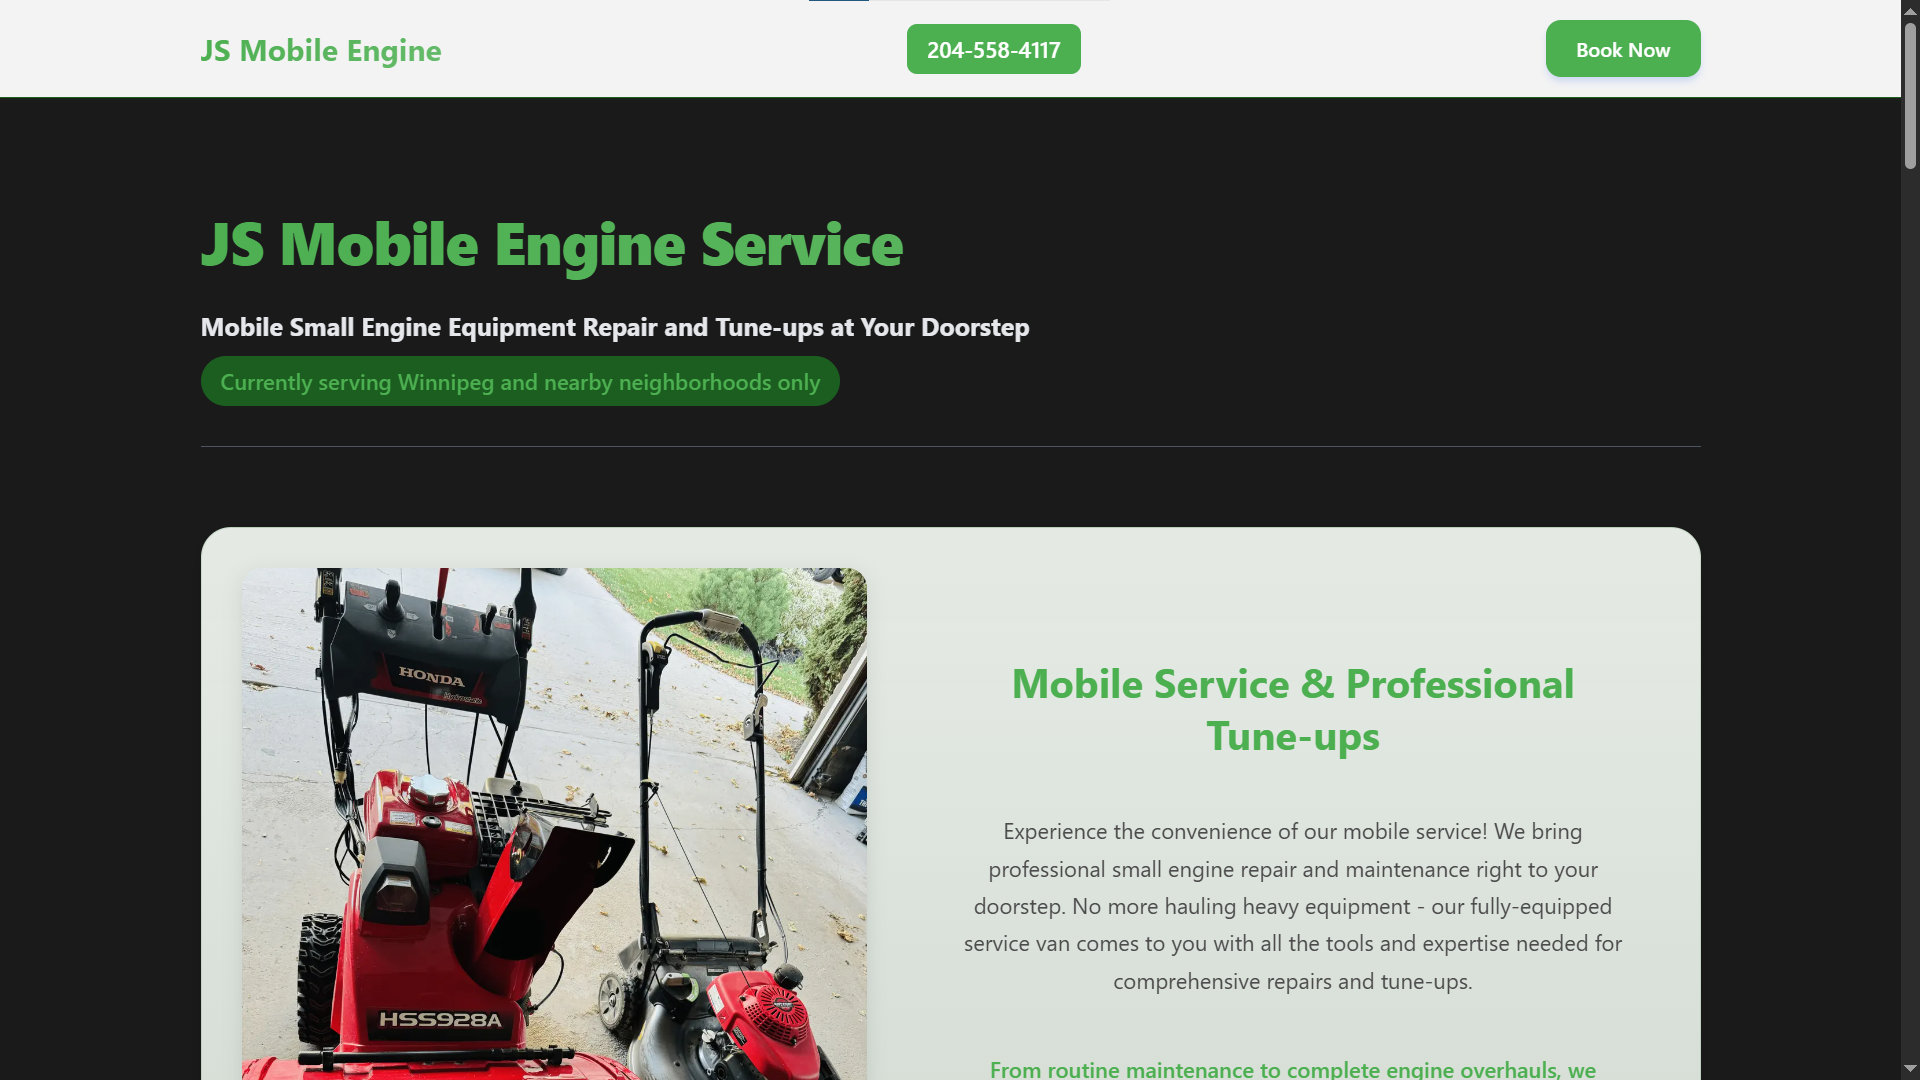 JS Mobile Engine
204-558-4117
Book Now
JS Mobile Engine Service
Mobile Small Engine Equipment Repair and Tune-ups at Your Doorstep
Currently serving Winnipeg and nearby neighborhoods only
HONDA
HSS928A
Mobile Service & Professional
Tune-ups
Experience the convenience of our mobile service! We bring
professional small engine repair and maintenance right to your
doorstep. No more hauling heavy equipment - our fully-equipped
service van comes to you with all the tools and expertise needed for
comprehensive repairs and tune-ups.
From routine maintenance to complete engine overhauls, we